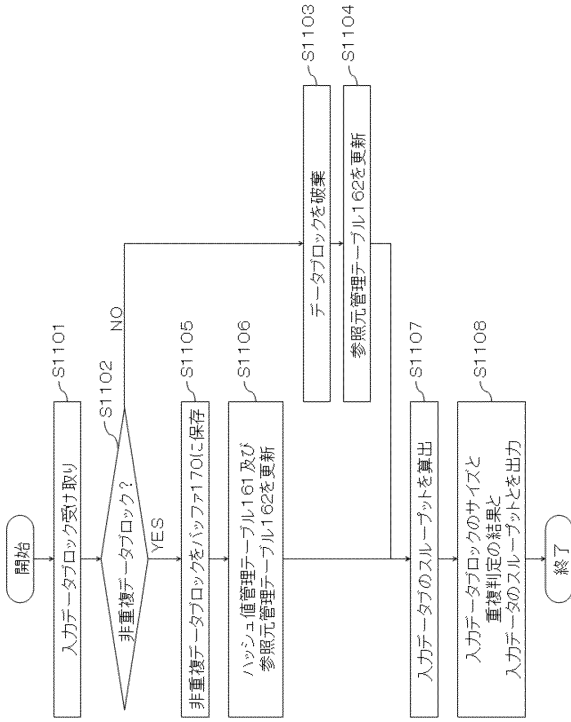 開始
S1101
入力データブロック受け取り
S1102
非重複データブロック?
NO
YES
S1103
データブロックを破棄
S1104
参照元管理テーブル162を更新
S1105
非重複データブロックをバッファ170に保存
S1106
ハッシュ値管理テーブル161及び
参照元管理テーブル162を更新
S1107
入力データブのスループットを算出
S1108
入力データブロックのサイズと
重複判定の結果と
入力データのスループットとを出力
終了